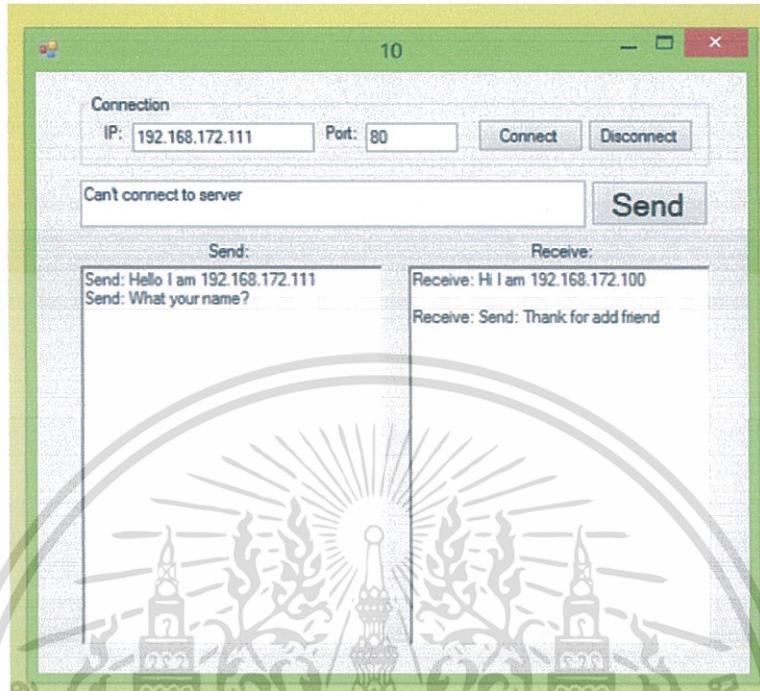 10
Connection
IP: 192.168.172.111 Port: 80 Connect Disconnect
Can't connect to server
Send
Send:
Send: Hello I am 192.168.172.111
Send: What your name?
Receive:
Receive: Hi I am 192.168.172.100
Receive: Send: Thank for add friend